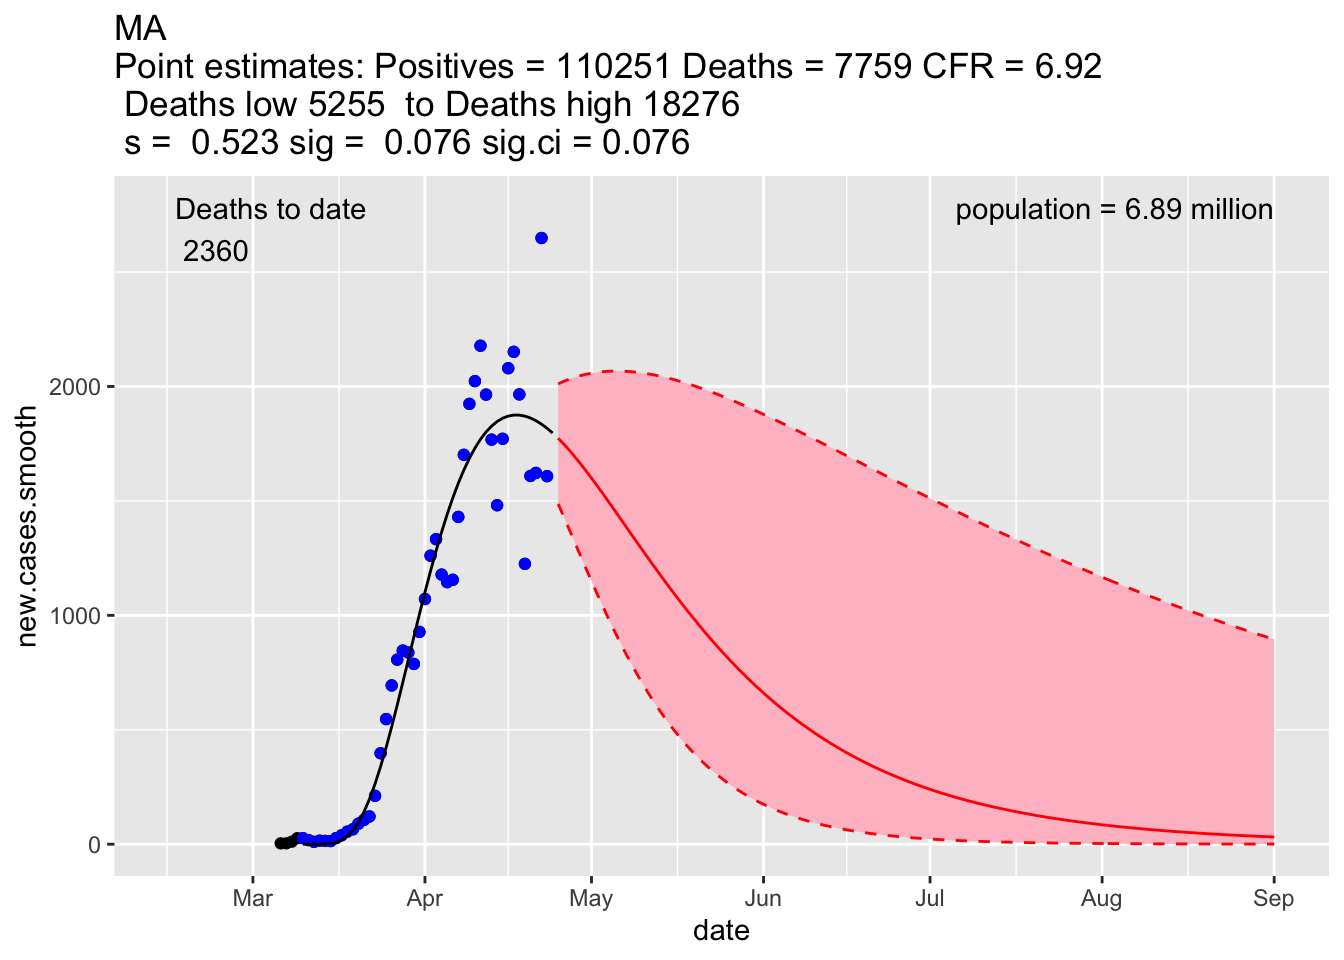 MA
Point estimates: Positives = 110251 Deaths = 7759 CFR = 6.92
Deaths low 5255  to Deaths high 18276
s =  0.523 sig =  0.076 sig.ci = 0.076
Deaths to date
2360
population = 6.89 million
new.cases.smooth
2000
1000
0
Mar
Apr
May
Jun
Jul
Aug
Sep
date